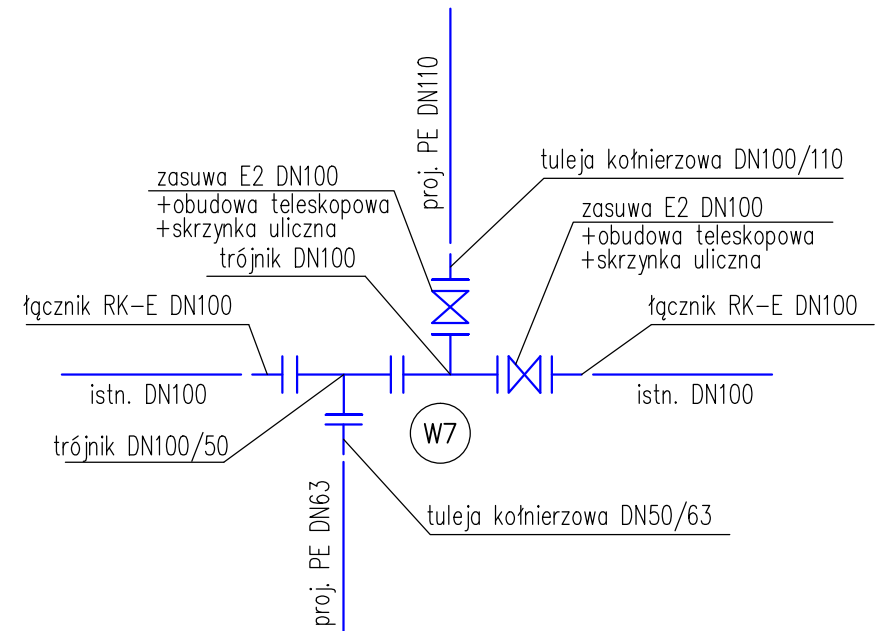 proj. PE DN110
tuleja kołnierzowa DN100/110
zasuwa E2 DN100
+obudowa teleskopowa
+skrzynka uliczna
zasuwa E2 DN100
+obudowa teleskopowa
+skrzynka uliczna
trójnik DN100
łącznik RK-E DN100
łącznik RK-E DN100
istn. DN100
istn. DN100
W7
trójnik DN100/50
tuleja kołnierzowa DN50/63
proj. PE DN63